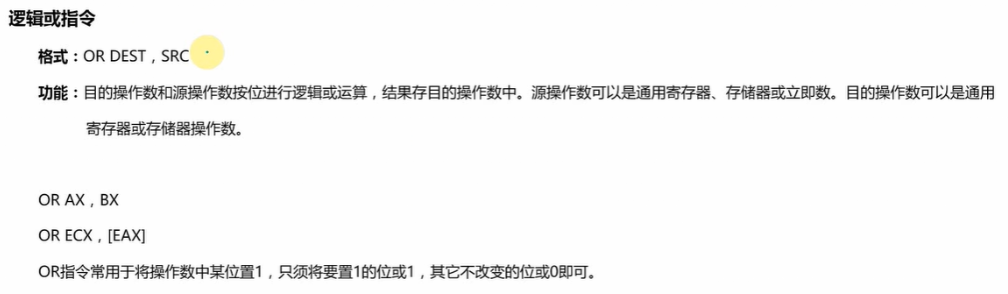 逻辑或指令
格式：OR DEST，SRC
功能：目的操作数和源操作数按位进行逻辑或运算，结果存目的操作数中。源操作数可以是通用寄存器、存储器或立即数。目的操作数可以是通用
寄存器或存储器操作数。
OR AX，BX
OR ECX，[EAX]
OR指令常用于将操作数中某位置1，只须将要置1的位或1，其它不改变的位或0即可。